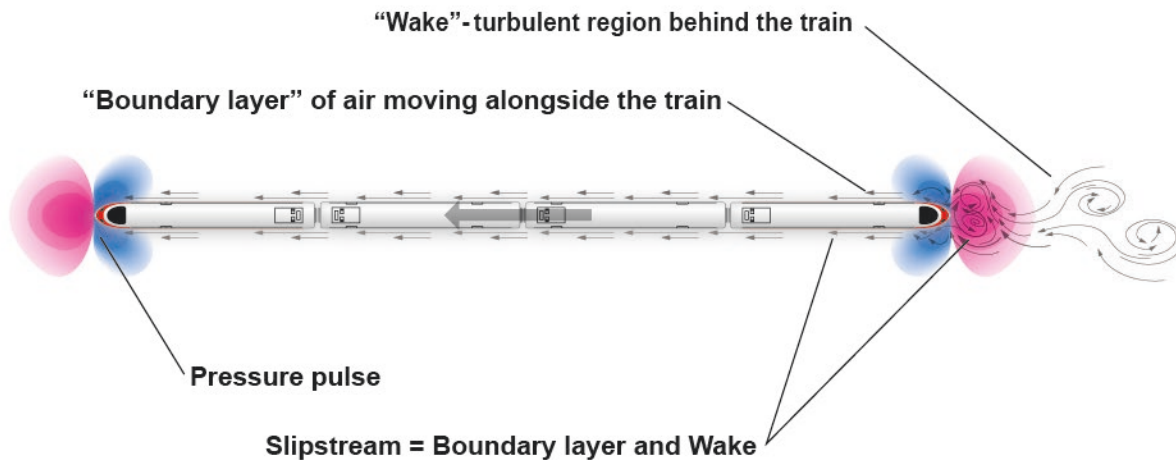 “Wake”- turbulent region behind the train
“Boundary layer” of air moving alongside the train
Pressure pulse
Slipstream = Boundary layer and Wake